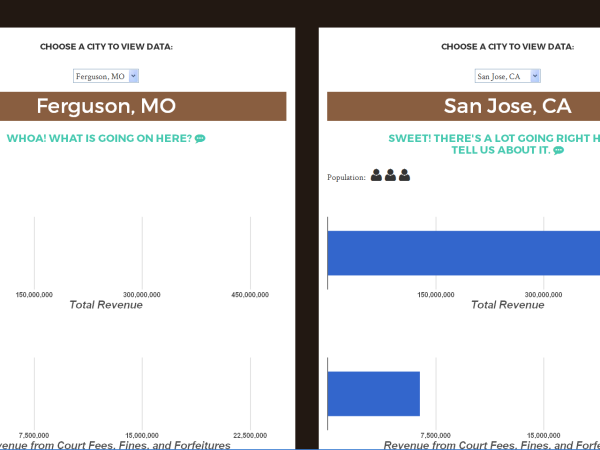 CHOOSE A CITY TO VIEW DATA:
Ferguson, MO
Ferguson, MO
WHOA! WHAT IS GOING ON HERE?
150,000,000 300,000,000 450,000,000
Total Revenue
7,500,000 15,000,000 22,500,000
venue from Court Fees, Fines, and Forfeitures
CHOOSE A CITY TO VIEW DATA:
San Jose, CA
San Jose, CA
SWEET! THERE'S A LOT GOING RIGHT H
TELL US ABOUT IT.
Population:
150,000,000 300,000,000
Total Revenue
7,500,000 15,000,000
Revenue from Court Fees, Fines, and Forfe